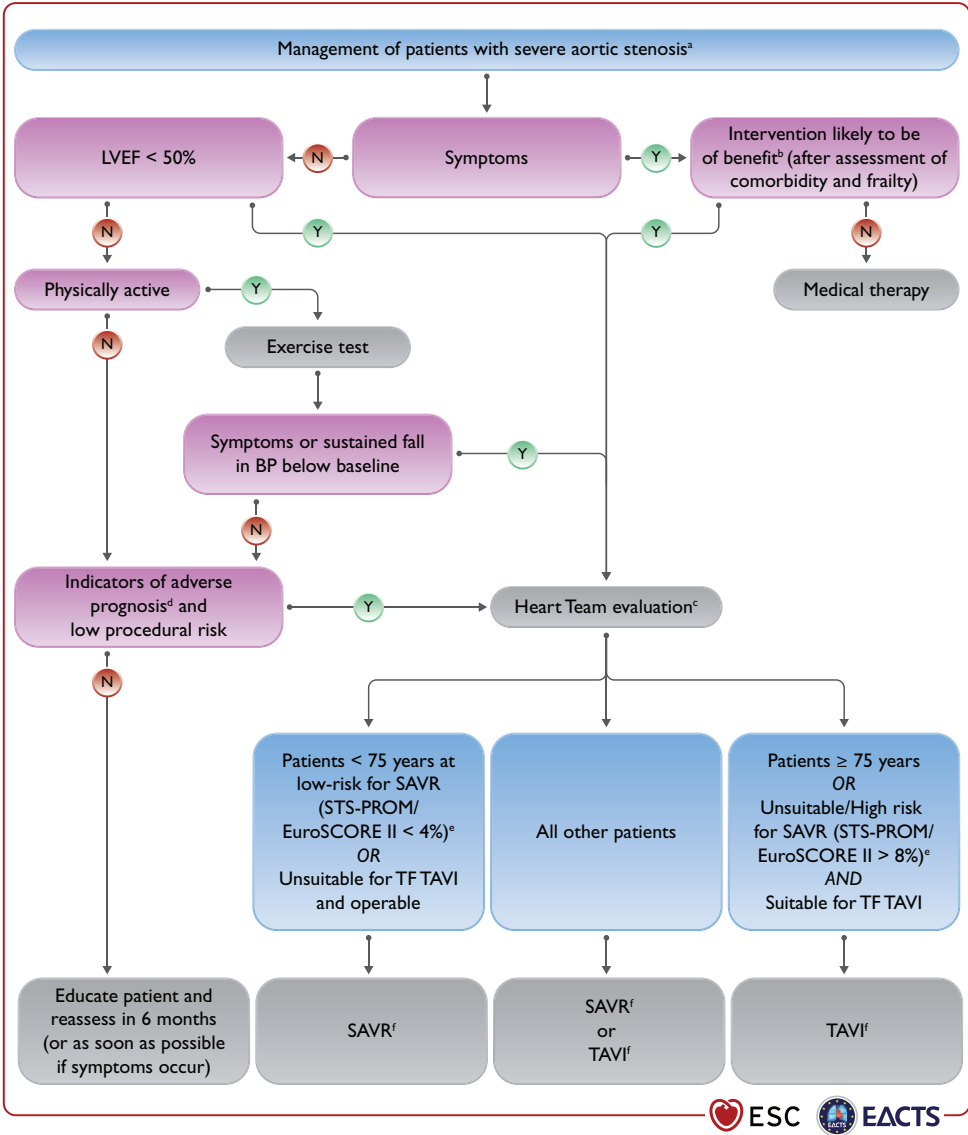 Management of patients with severe aortic stenosisᵃ
LVEF < 50%
N
Symptoms
Y
Intervention likely to be
of benefitᵇ (after assessment of
comorbidity and frailty)
N
Y
Y
N
Physically active
Y
Medical therapy
N
Exercise test
Symptoms or sustained fall
in BP below baseline
Y
N
Indicators of adverse
prognosisᵈ and
low procedural risk
Y
Heart Team evaluationᶜ
N
Patients < 75 years at
low-risk for SAVR
(STS-PROM/
EuroSCORE II < 4%)ᵉ
OR
Unsuitable for TF TAVI
and operable
All other patients
Patients ≥ 75 years
OR
Unsuitable/High risk
for SAVR (STS-PROM/
EuroSCORE II > 8%)ᵉ
AND
Suitable for TF TAVI
Educate patient and
reassess in 6 months
(or as soon as possible
if symptoms occur)
SAVRᶠ
SAVRᶠ
or
TAVIᶠ
TAVIᶠ
ESC
EACTS